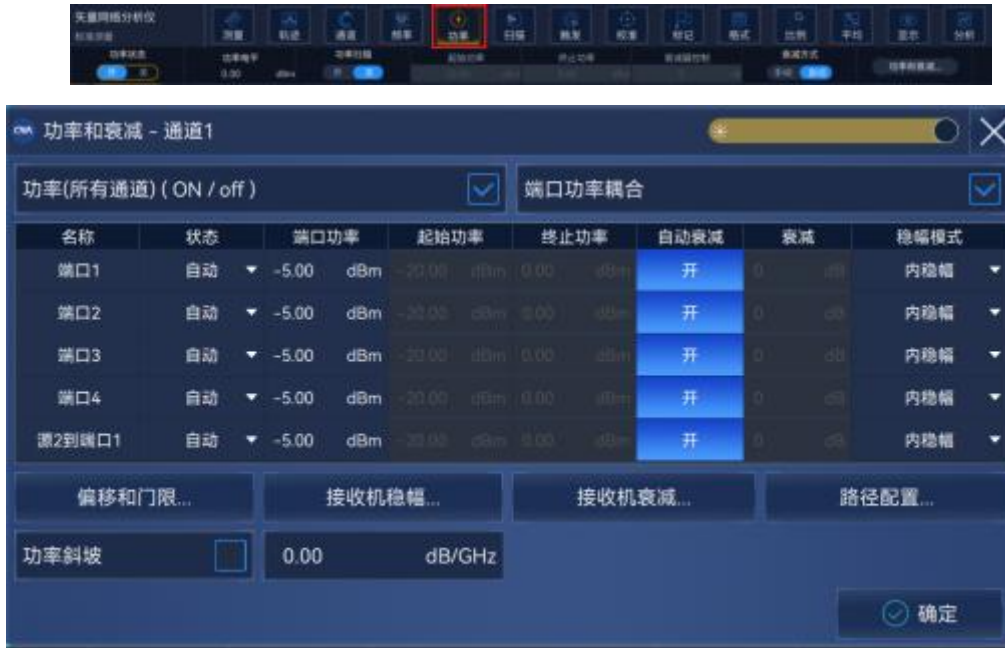 矢量网络分析仪
标准测量
测量 轨迹 通道 频率 功率 扫描 触发 校准 标记 格式 比例 平均 显示 分析
功率状态 功率电平 功率扫描 起始功率 终止功率 衰减器控制 衰减方式
开 关 0.00 dBm 开 关 手动 自动 功率和衰减...
功率和衰减 - 通道1
功率(所有通道) ( ON / off ) 端口功率耦合
名称 状态 端口功率 起始功率 终止功率 自动衰减 衰减 稳幅模式
端口1 自动 -5.00 dBm -20.00 dBm 0.00 dBm 开 0 dB 内稳幅
端口2 自动 -5.00 dBm -20.00 dBm 0.00 dBm 开 0 dB 内稳幅
端口3 自动 -5.00 dBm -20.00 dBm 0.00 dBm 开 0 dB 内稳幅
端口4 自动 -5.00 dBm -20.00 dBm 0.00 dBm 开 0 dB 内稳幅
源2到端口1 自动 -5.00 dBm -20.00 dBm 0.00 dBm 开 0 dB 内稳幅
偏移和门限... 接收机稳幅... 接收机衰减... 路径配置...
功率斜坡 0.00 dB/GHz
确定